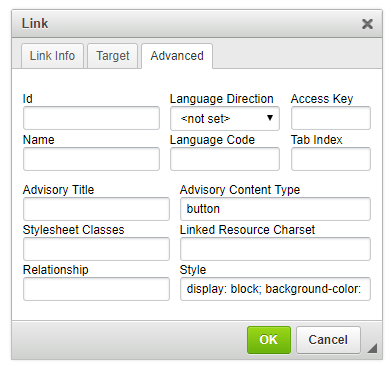 Link
Link Info Target Advanced
Id Language Direction Access Key
<not set>
Name Language Code Tab Index
Advisory Title Advisory Content Type
button
Stylesheet Classes Linked Resource Charset
Relationship Style
display: block; background-color:
OK Cancel